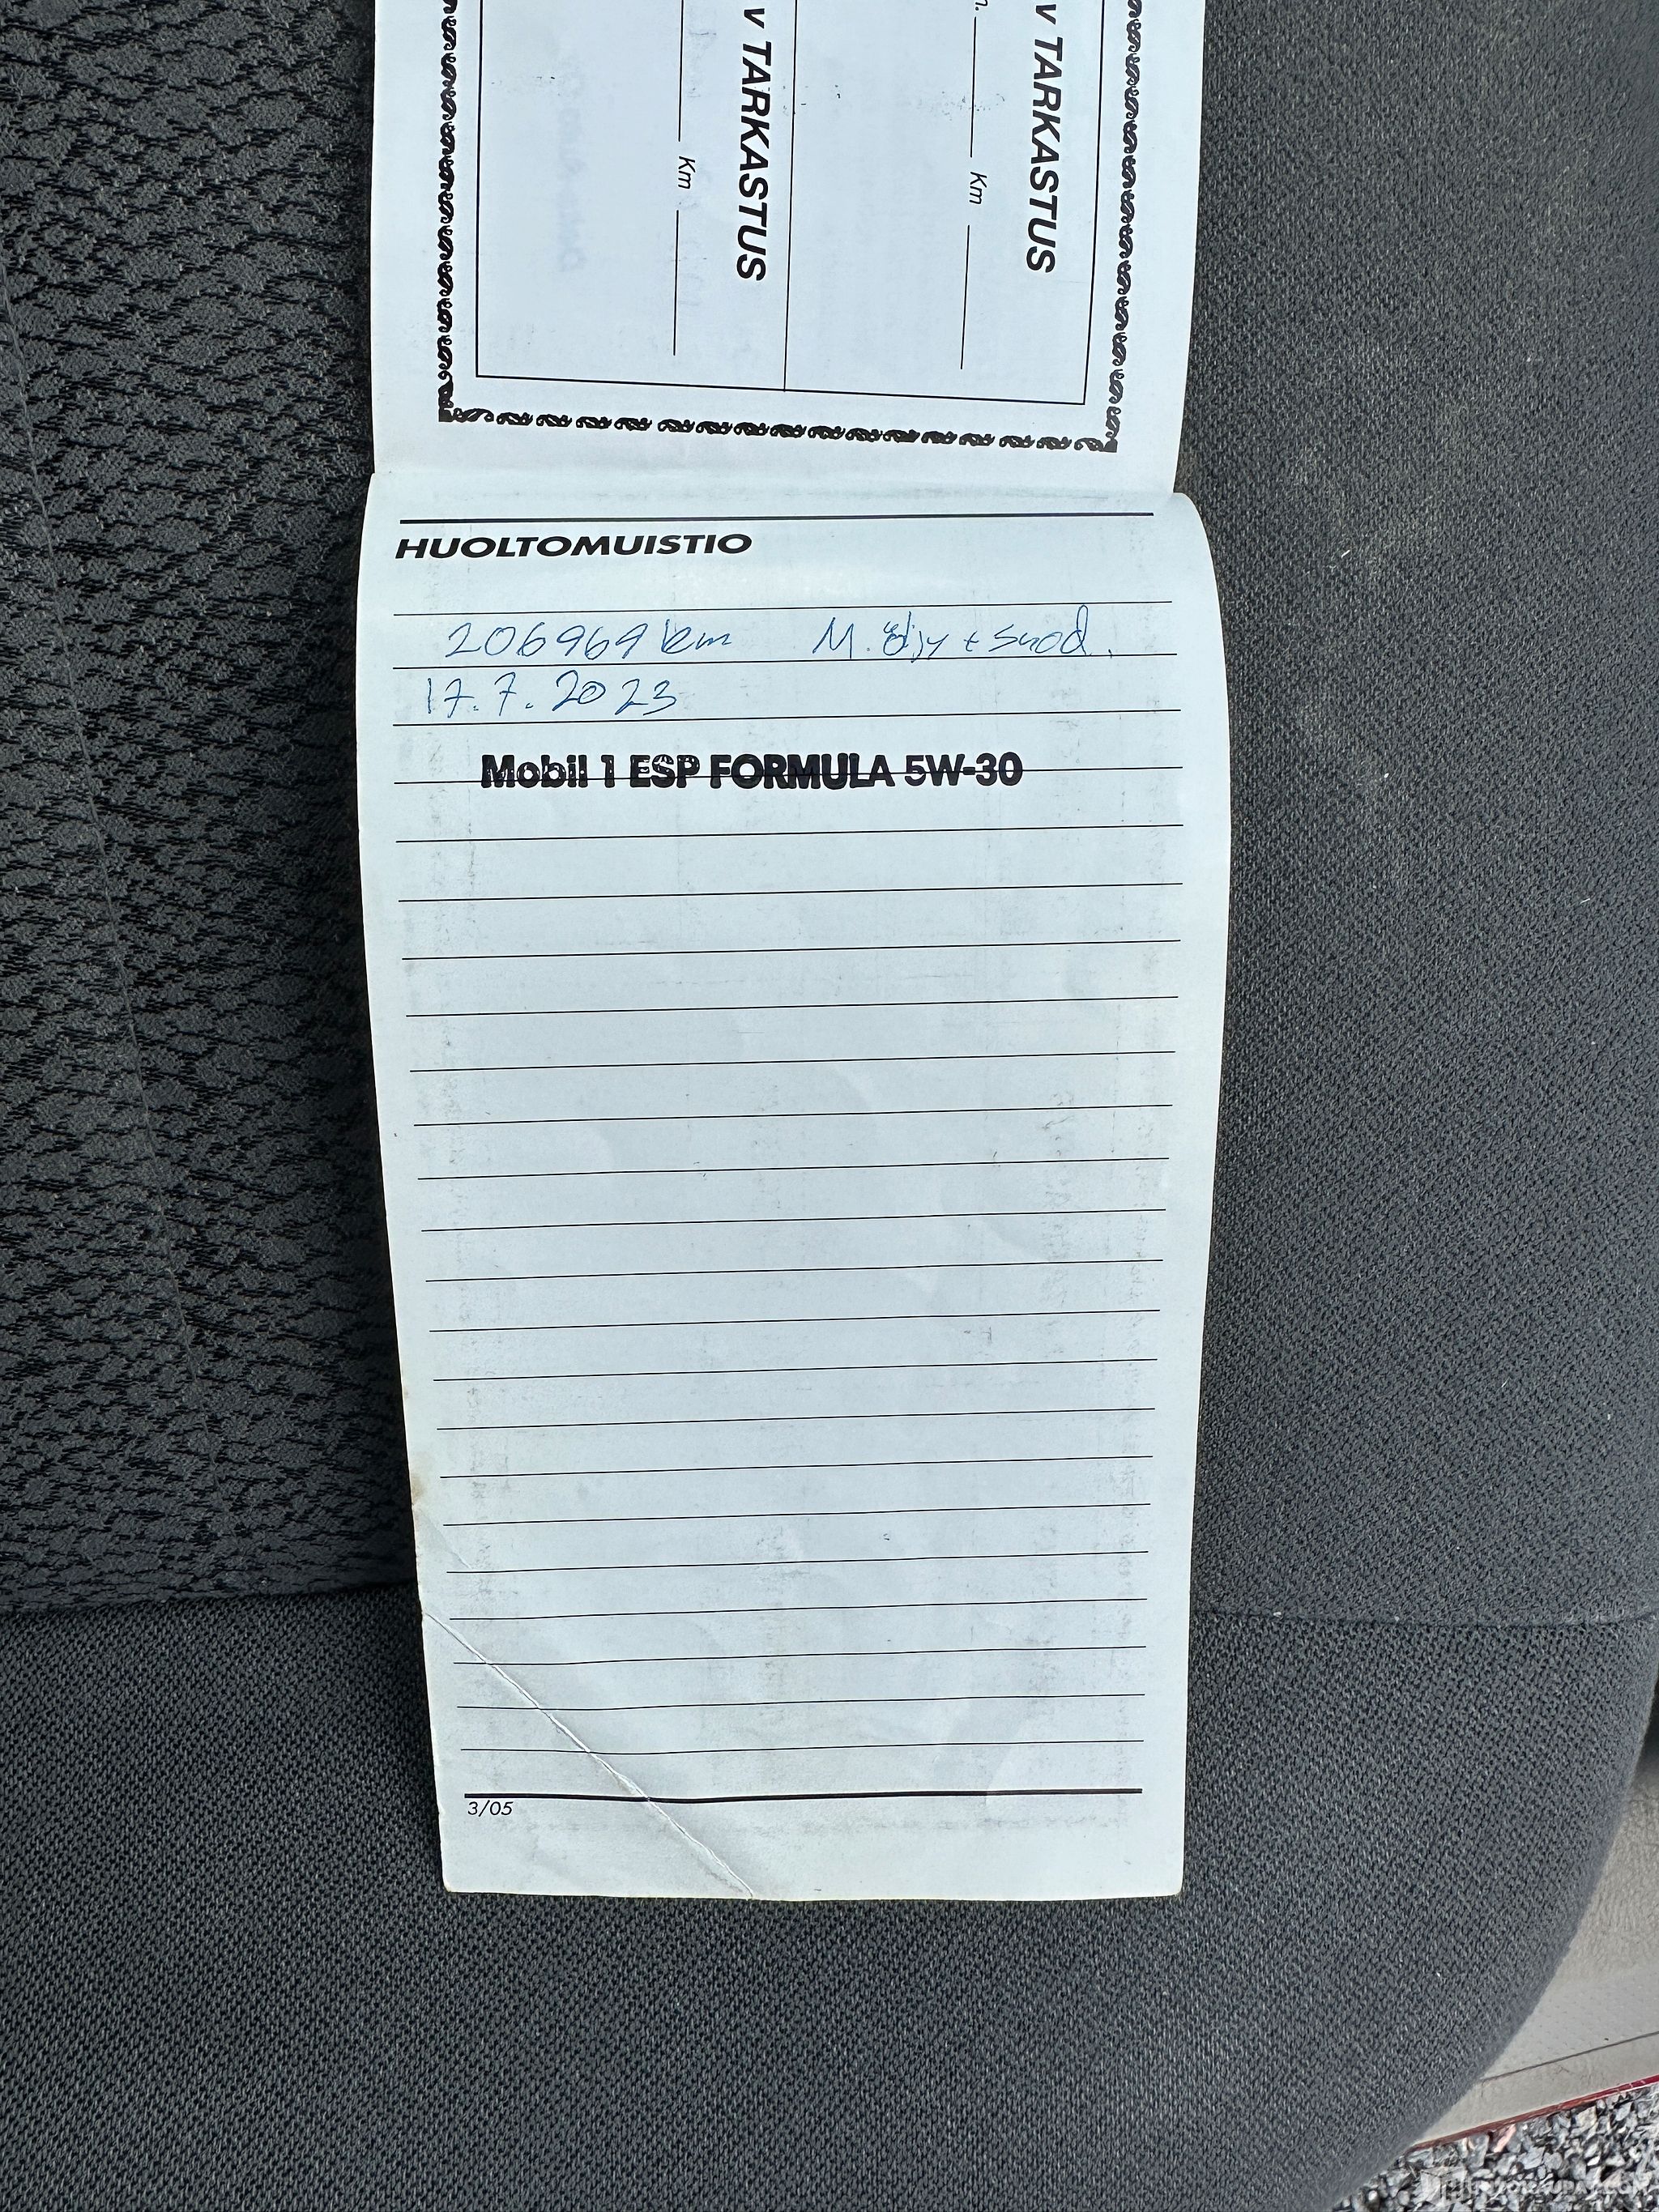 v TARKASTUS
Km
v TARKASTUS
Km
HUOLTOMUISTIO
206969 km M. öljy + suod.
17.7.2023
Mobil 1 ESP FORMULA 5W-30
3/05